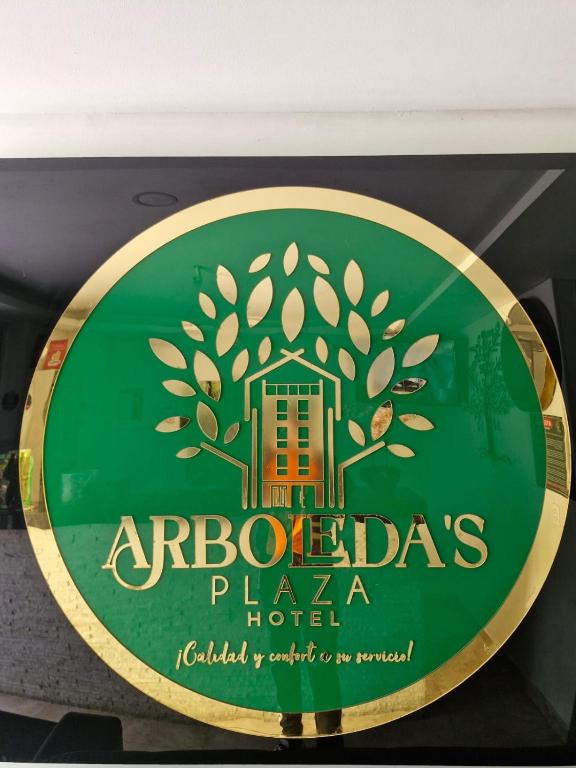 ARBOLEDA'S
PLAZA
HOTEL
¡Calidad y confort a su servicio!